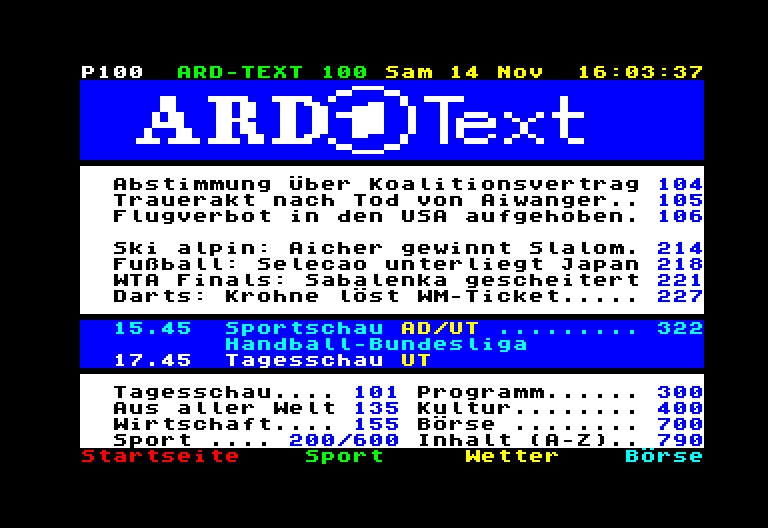 P100 ARD-TEXT 100 Sam 14 Nov 16:03:37
ARD Text
Abstimmung über Koalitionsvertrag 104
Trauerakt nach Tod von Aiwanger.. 105
Flugverbot in den USA aufgehoben. 106
Ski alpin: Aicher gewinnt Slalom. 214
Fußball: Selecao unterliegt Japan 218
WTA Finals: Sabalenka gescheitert 221
Darts: Krohne löst WM-Ticket..... 227
15.45 Sportschau AD/UT ......... 322
Handball-Bundesliga
17.45 Tagesschau UT
Tagesschau.... 101 Programm...... 300
Aus aller Welt 135 Kultur........ 400
Wirtschaft.... 155 Börse ........ 700
Sport .... 200/600 Inhalt (A-Z).. 790
Startseite Sport Wetter Börse